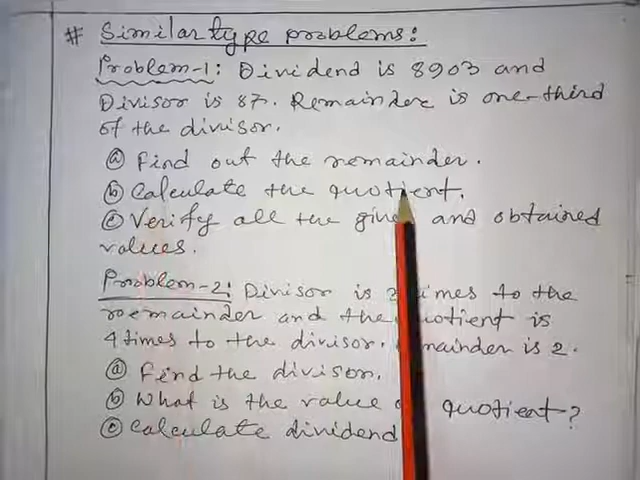 # Similar type problems:
Problem-1: Dividend is 8903 and
Divisor is 87. Remainder is one-third
of the divisor.
ⓐ Find out the remainder.
ⓑ Calculate the quotient.
ⓒ Verify all the given and obtained
values.
Problem-2: Divisor is times to the
remainder and the quotient is
4 times to the divisor. Remainder is 2.
ⓐ Find the divisor.
ⓑ What is the value quotient?
ⓒ Calculate dividend